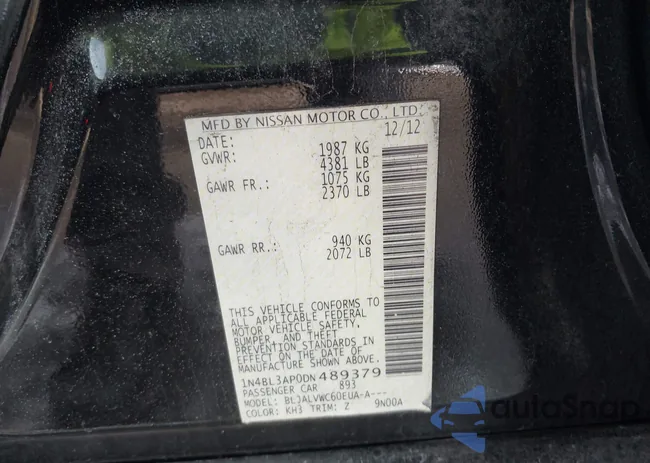 MFD BY NISSAN MOTOR CO., LTD.
DATE: 12/12
GVWR: 1987 KG
4381 LB
GAWR FR.: 1075 KG
2370 LB
GAWR RR.: 940 KG
2072 LB
THIS VEHICLE CONFORMS TO
ALL APPLICABLE FEDERAL
MOTOR VEHICLE SAFETY,
BUMPER, AND THEFT
PREVENTION STANDARDS IN
EFFECT ON THE DATE OF
MANUFACTURE SHOWN ABOVE.
1N4BL3AP0DN489379
PASSENGER CAR 893
MODEL: BLJALVWC60EUA-A---
COLOR: KH3 TRIM: Z 9N00A
autoSnap